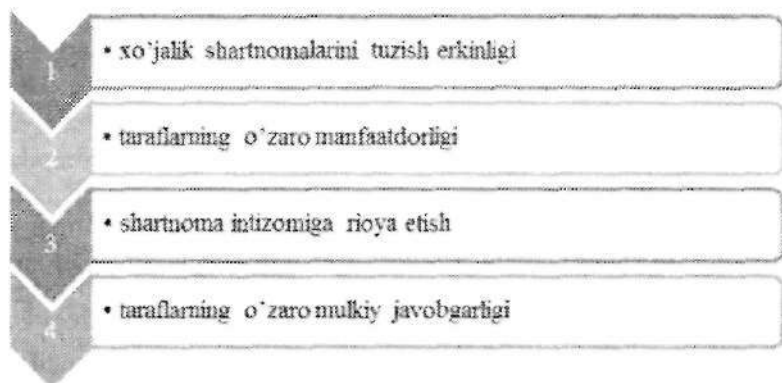 1
• xo‘jalik shartnomalarini tuzish erkinligi
2
• taraflarning o‘zaro manfaatdorligi
3
• shartnoma intizomiga rioya etish
4
• taraflarning o‘zaro mulkiy javobgarligi